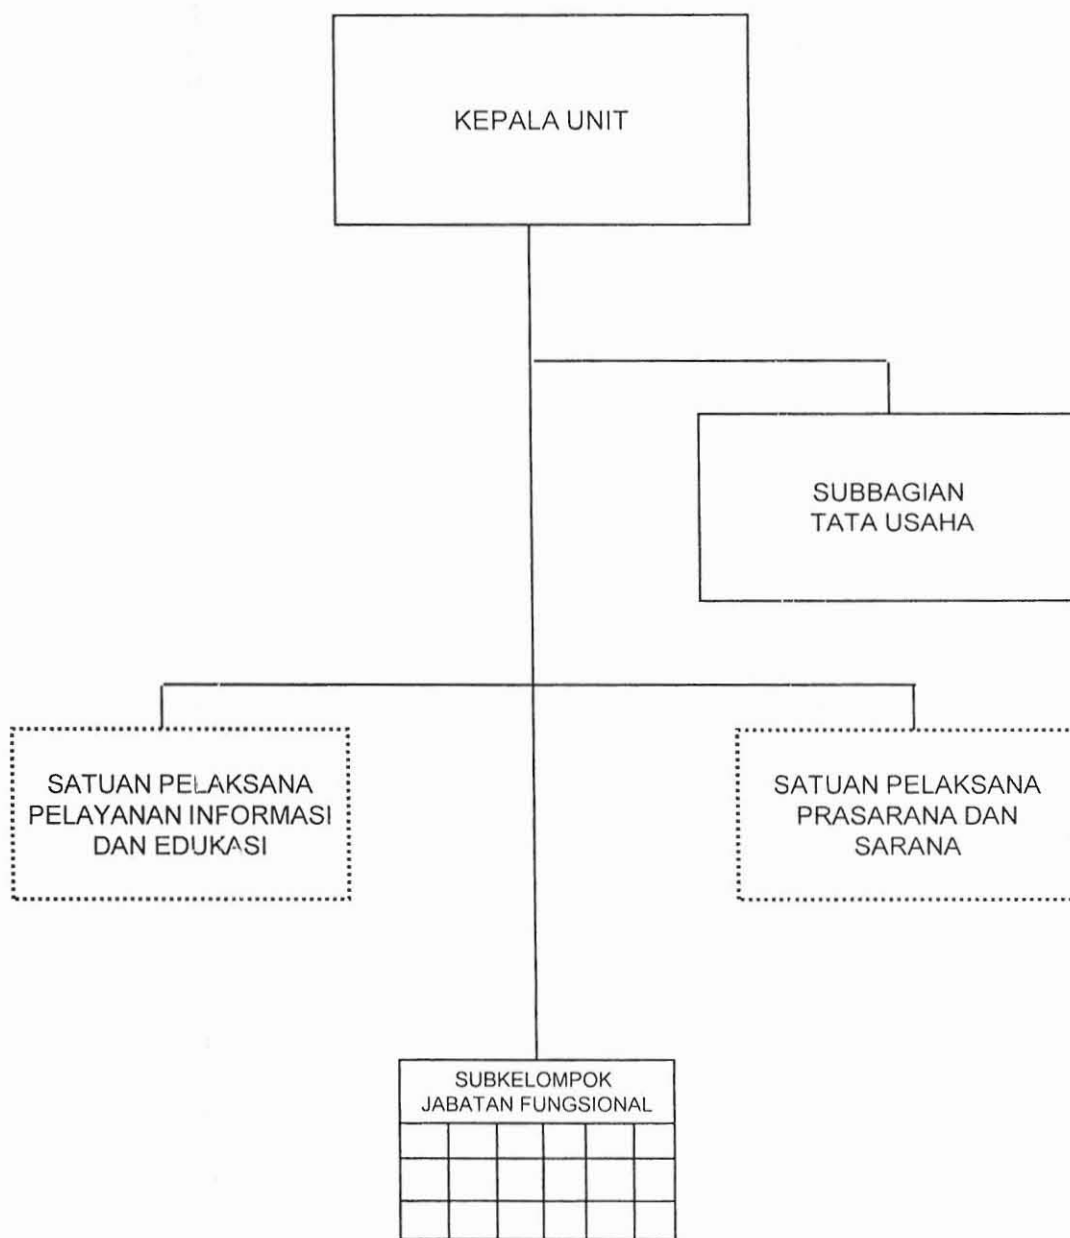 KEPALA UNIT
SUBBAGIAN
TATA USAHA
SATUAN PELAKSANA
PELAYANAN INFORMASI
DAN EDUKASI
SATUAN PELAKSANA
PRASARANA DAN
SARANA
SUBKELOMPOK
JABATAN FUNGSIONAL